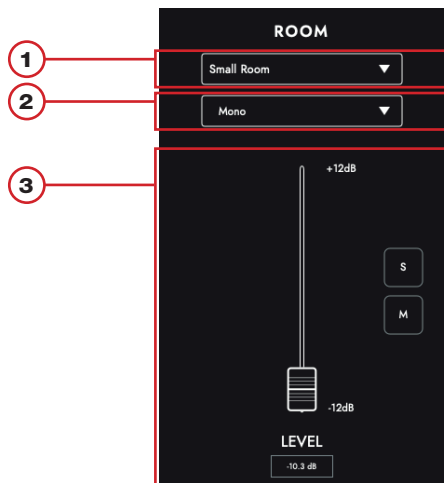 ROOM
1
Small Room
2
Mono
3
+12dB
S
M
-12dB
LEVEL
-10.3 dB